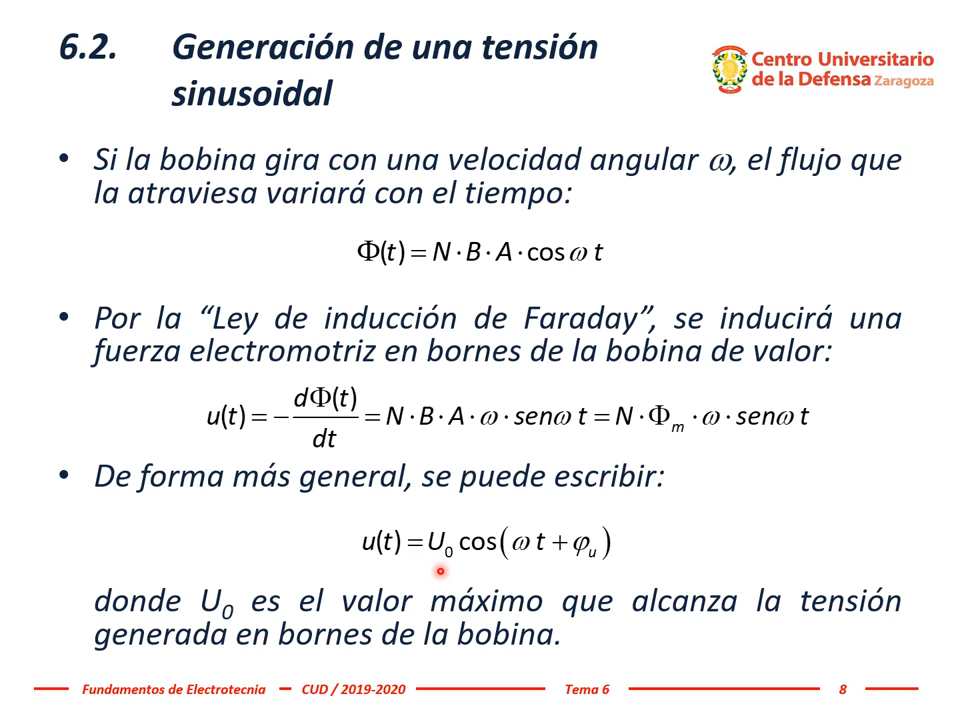 6.2. Generación de una tensión
sinusoidal
Centro Universitario
de la Defensa Zaragoza
• Si la bobina gira con una velocidad angular ω, el flujo que
la atraviesa variará con el tiempo:
Φ(t) = N · B · A · cos ω t
• Por la “Ley de inducción de Faraday”, se inducirá una
fuerza electromotriz en bornes de la bobina de valor:
u(t) = − dΦ(t)/dt = N · B · A · ω · senω t = N · Φₘ · ω · senω t
• De forma más general, se puede escribir:
u(t) = U₀ cos(ω t + φᵤ)
donde U₀ es el valor máximo que alcanza la tensión
generada en bornes de la bobina.
Fundamentos de Electrotecnia CUD / 2019-2020 Tema 6 8